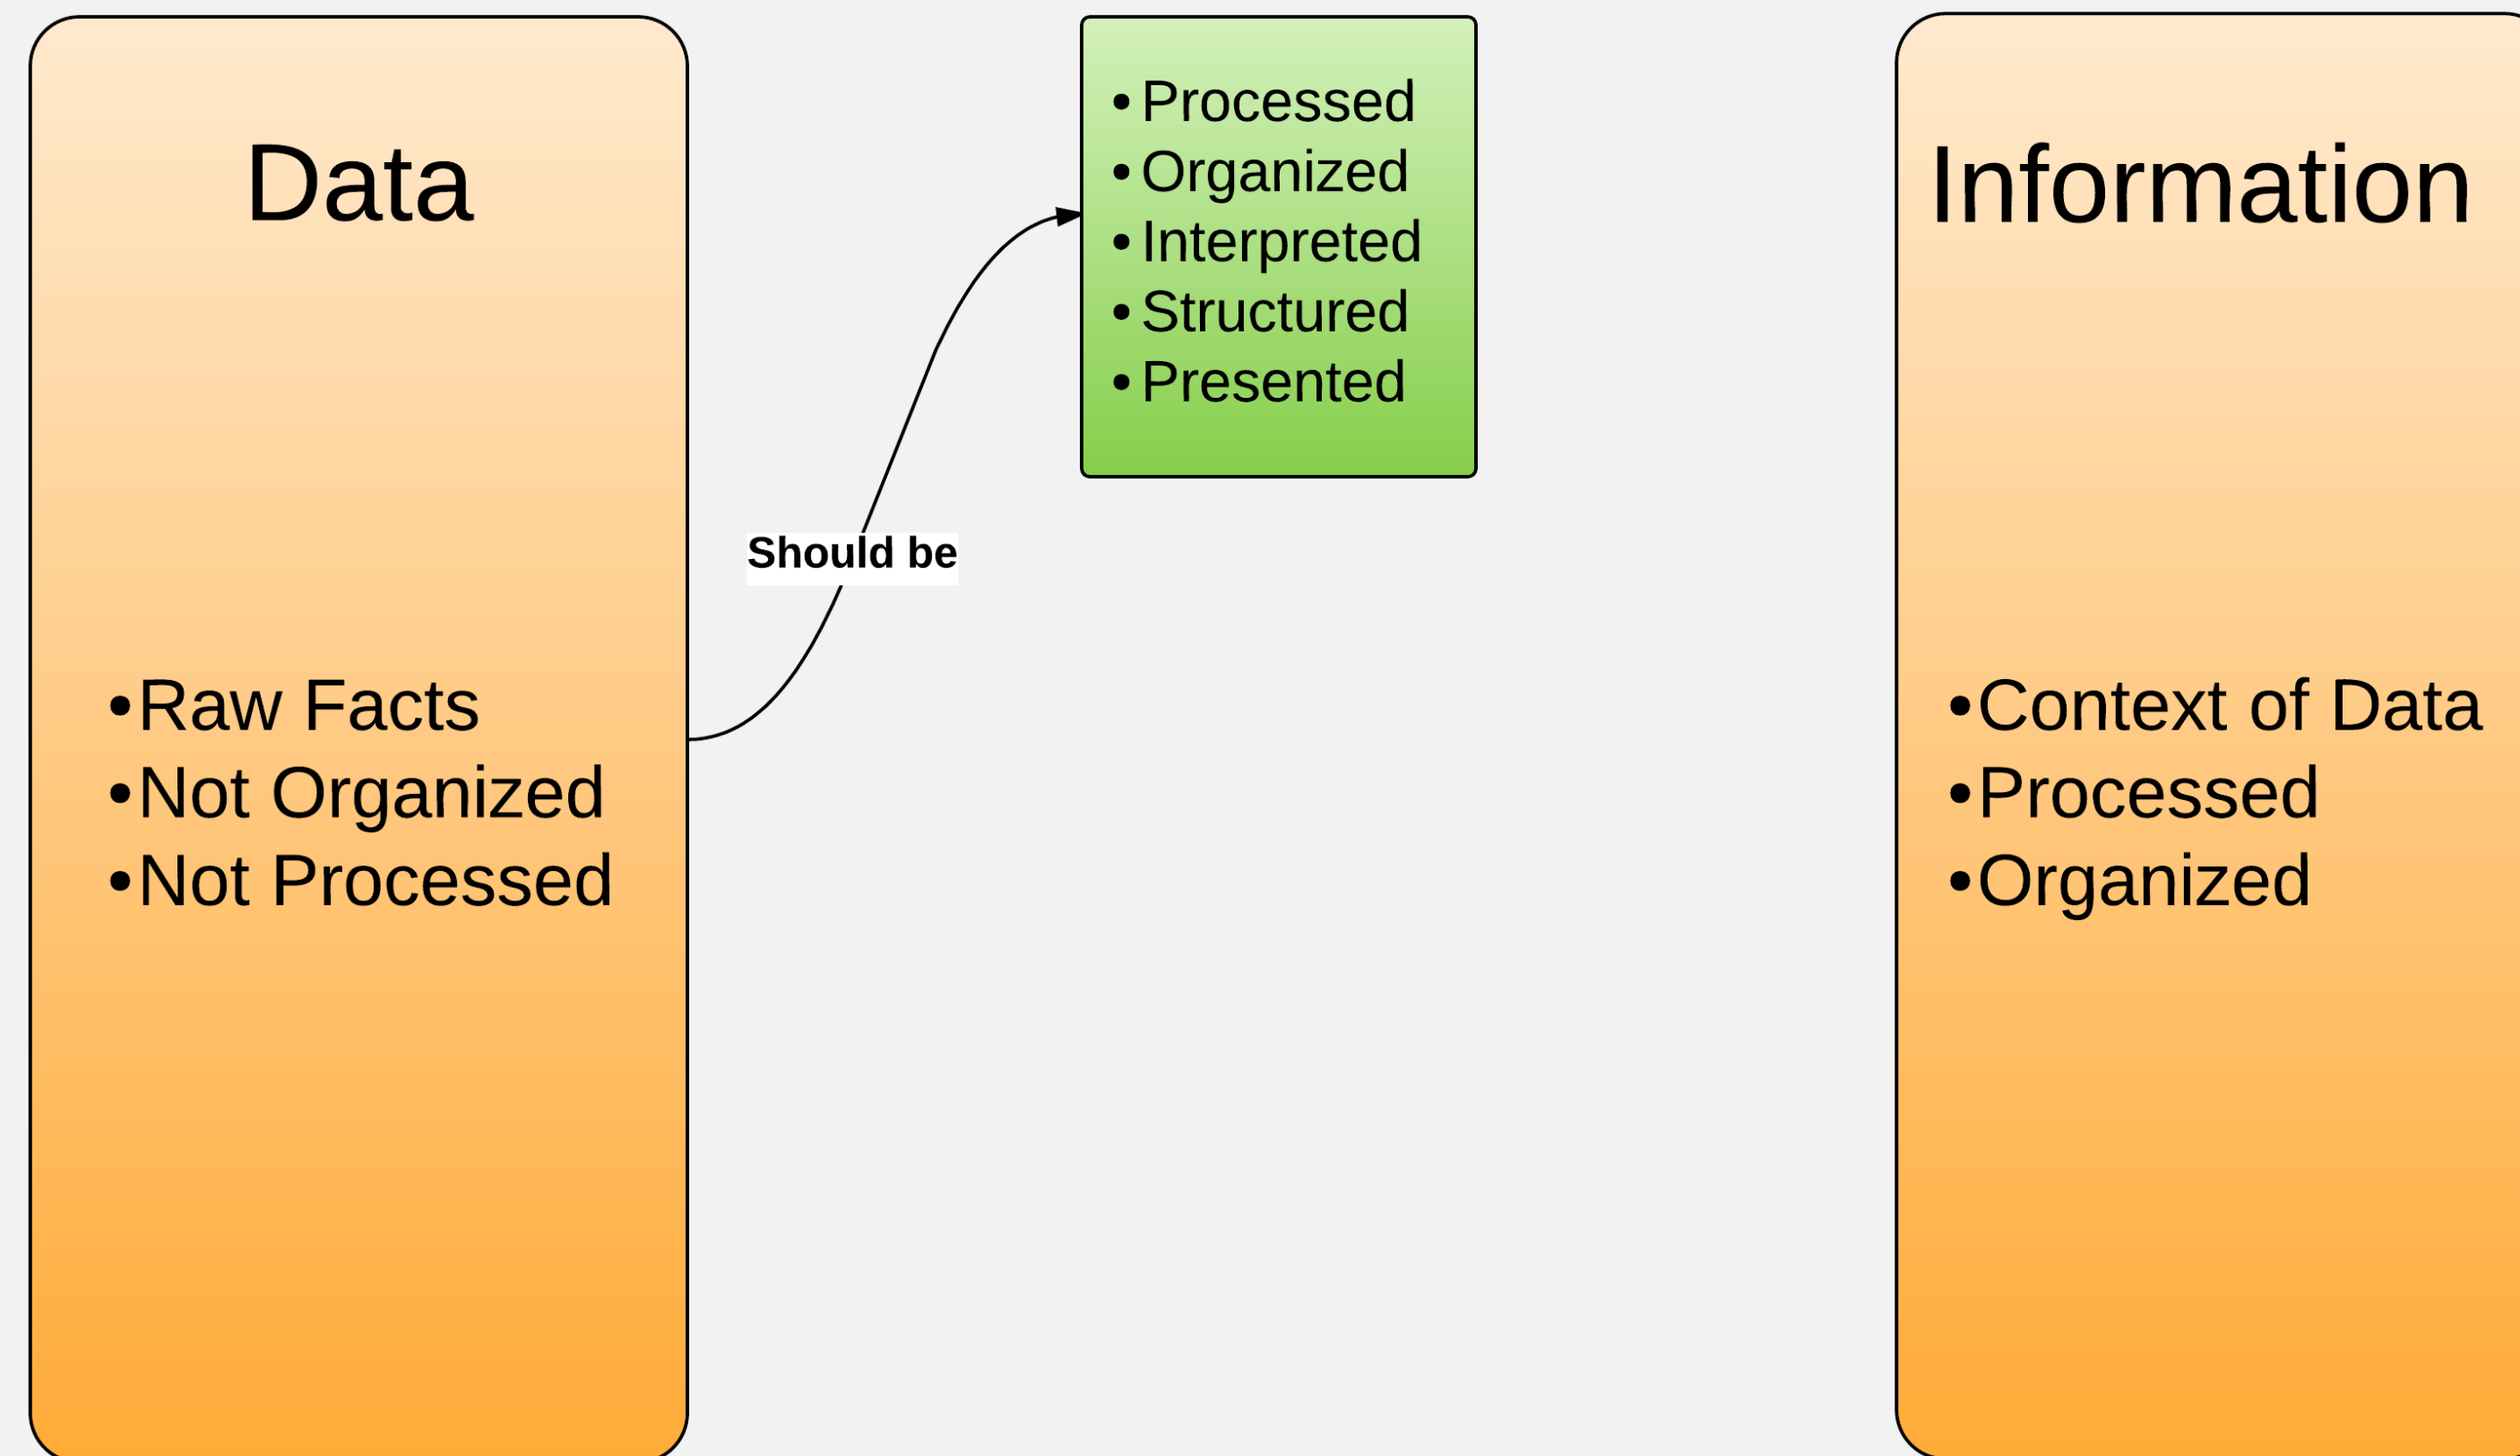 Data
•Raw Facts
•Not Organized
•Not Processed
Should be
•Processed
•Organized
•Interpreted
•Structured
•Presented
Information
•Context of Data
•Processed
•Organized